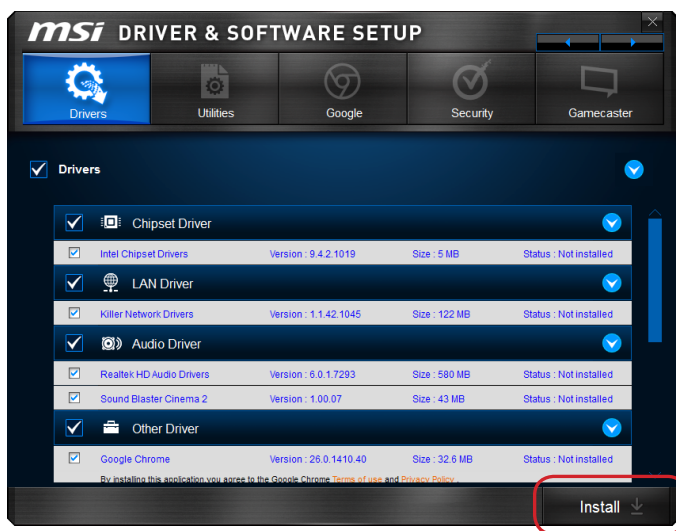 msi DRIVER & SOFTWARE SETUP
Drivers Utilities Google Security Gamecaster
Drivers
Chipset Driver
Intel Chipset Drivers Version : 9.4.2.1019 Size : 5 MB Status : Not installed
LAN Driver
Killer Network Drivers Version : 1.1.42.1045 Size : 122 MB Status : Not installed
Audio Driver
Realtek HD Audio Drivers Version : 6.0.1.7293 Size : 580 MB Status : Not installed
Sound Blaster Cinema 2 Version : 1.00.07 Size : 43 MB Status : Not installed
Other Driver
Google Chrome Version : 26.0.1410.40 Size : 32.6 MB Status : Not installed
By installing this application you agree to the Google Chrome Terms of use and Privacy Policy .
Install